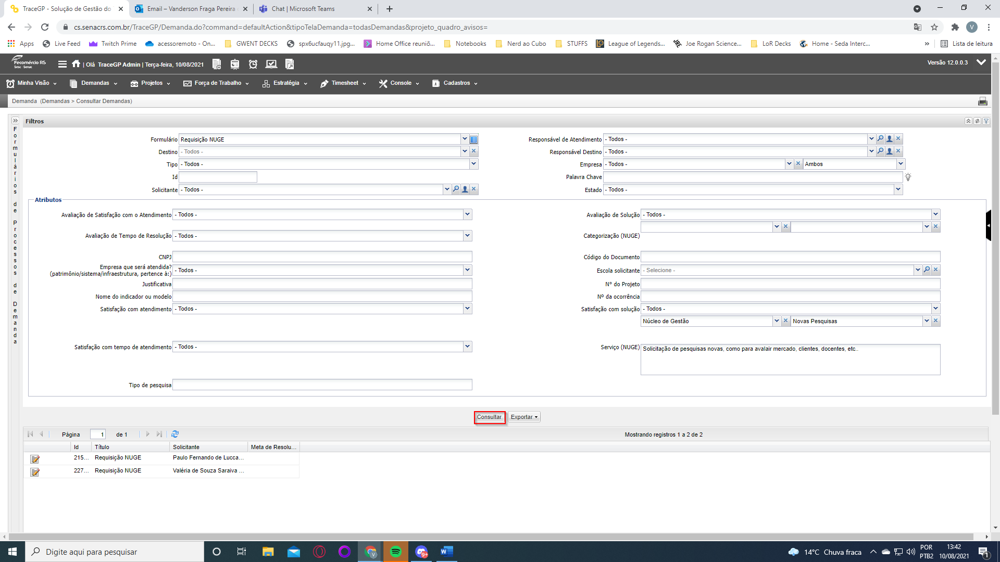 TraceGP - Solução de Gestão do
Email – Vanderson Fraga Pereira
Chat | Microsoft Teams
cs.senacrs.com.br/TraceGP/Demanda.do?command=defaultAction&tipoTelaDemanda=todasDemandas&projeto_quadro_avisos=
V
Apps
Live Feed
Twitch Prime
acessoremoto - On...
GWENT DECKS
spx6ucfauqy11.jpg...
Home Office reuniõ...
Notebooks
Nerd ao Cubo
STUFFS
League of Legends...
Joe Rogan Science...
LoR Decks
Home - Seda Interc...
»
Lista de leitura
Fecomércio RS
Sesc Senac
| Olá TraceGP Admin | Terça-feira, 10/08/2021
Versão 12.0.0.3
Minha Visão
Demandas
Projetos
Força de Trabalho
Estratégia
Timesheet
Console
Cadastros
Demanda (Demandas > Consultar Demandas)
Formulários de Processos de Demanda
Filtros
Formulário Requisição NUGE
Responsável de Atendimento - Todos -
Destino - Todos -
Responsável Destino - Todos -
Tipo - Todos -
Empresa - Todos - Ambos
Id
Palavra Chave
Solicitante - Todos -
Estado - Todos -
Atributos
Avaliação de Satisfação com o Atendimento - Todos -
Avaliação de Solução - Todos -
Avaliação de Tempo de Resolução - Todos -
Categorização (NUGE)
CNPJ
Código do Documento
Empresa que será atendida?
(patrimônio/sistema/infraestrutura, pertence à:) - Todos -
Escola solicitante - Selecione -
Justificativa
Nº do Projeto
Nome do indicador ou modelo
Nº da ocorrência
Satisfação com atendimento - Todos -
Satisfação com solução - Todos -
Núcleo de Gestão Novas Pesquisas
Satisfação com tempo de atendimento - Todos -
Serviço (NUGE) Solicitação de pesquisas novas, como para avalair mercado, clientes, docentes, etc..
Tipo de pesquisa
Consultar
Exportar
Página 1 de 1
Mostrando registros 1 a 2 de 2
Id Título Solicitante Meta de Resolu...
215... Requisição NUGE Paulo Fernando de Lucca...
227... Requisição NUGE Valéria de Souza Saraiva ...
Digite aqui para pesquisar
V
9+
14°C Chuva fraca
POR
PTB2
13:42
10/08/2021
1